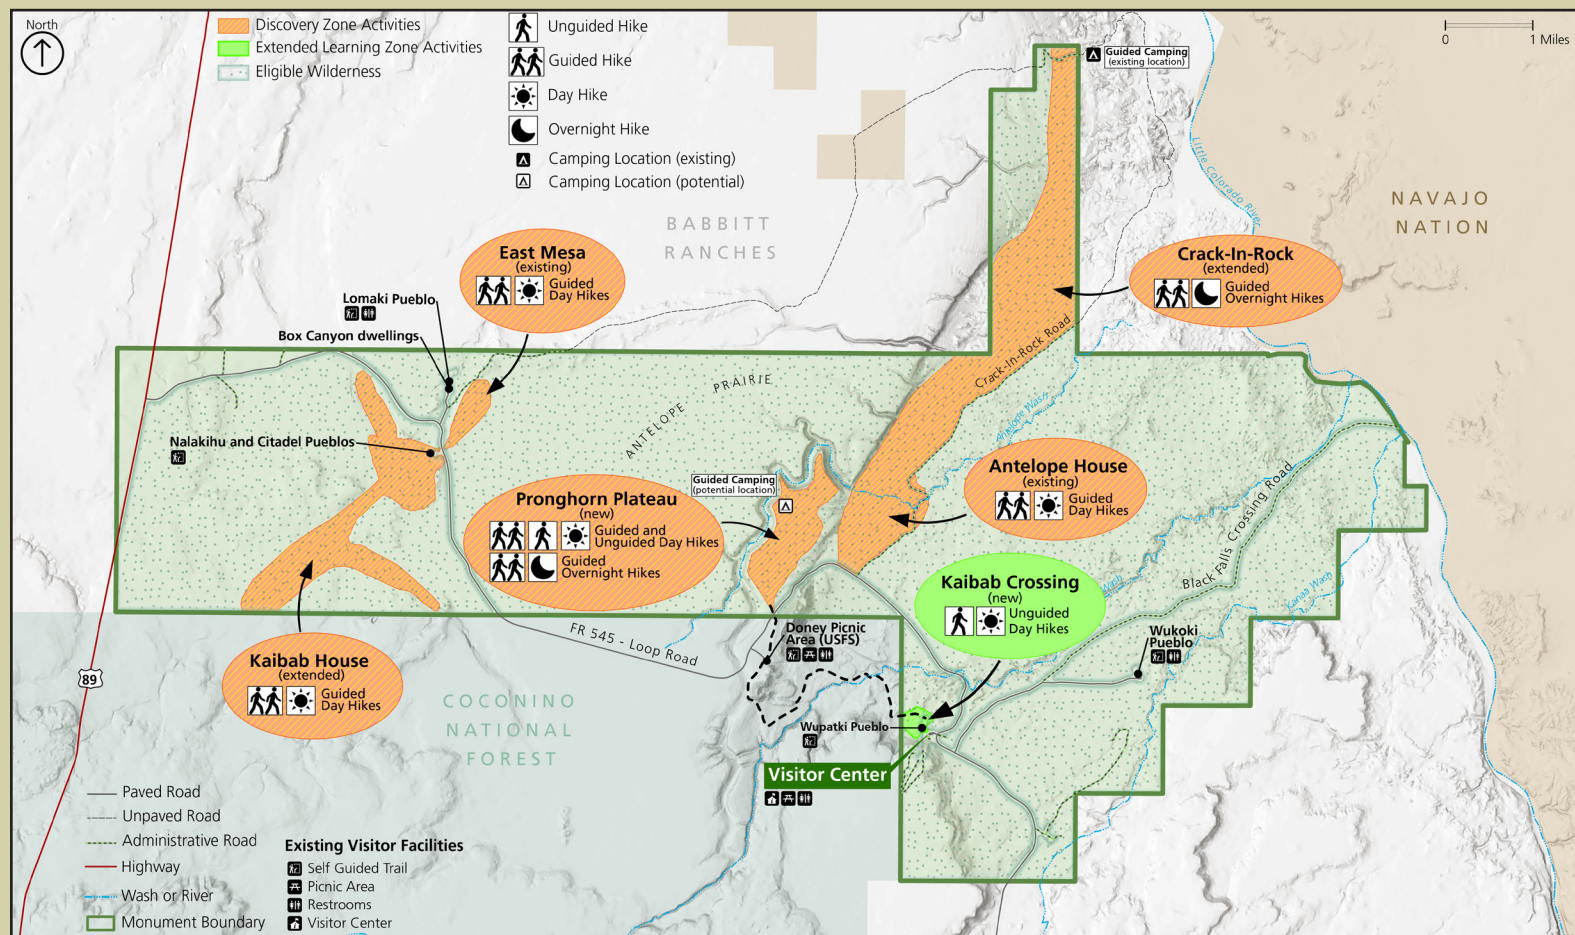 North
Discovery Zone Activities
Extended Learning Zone Activities
Eligible Wilderness
Unguided Hike
Guided Hike
Day Hike
Overnight Hike
Camping Location (existing)
Camping Location (potential)
0 1 Miles
Guided Camping
(existing location)
Little Colorado River
NAVAJO
NATION
BABBITT
RANCHES
East Mesa
(existing)
Guided
Day Hikes
Crack-In-Rock
(extended)
Guided
Overnight Hikes
Lomaki Pueblo
Box Canyon dwellings
Crack-In-Rock Road
ANTELOPE PRAIRIE
Antelope Wash
Nalakihu and Citadel Pueblos
Guided Camping
(potential location)
Pronghorn Plateau
(new)
Guided and
Unguided Day Hikes
Guided
Overnight Hikes
Antelope House
(existing)
Guided
Day Hikes
Black Falls Crossing Road
Kaibab Crossing
(new)
Unguided
Day Hikes
Wash
Kanaa Wash
FR 545 - Loop Road
Doney Picnic
Area (USFS)
Wukoki
Pueblo
Kaibab House
(extended)
Guided
Day Hikes
89
COCONINO
NATIONAL
FOREST
Wupatki Pueblo
Visitor Center
Paved Road
Unpaved Road
Administrative Road
Highway
Wash or River
Monument Boundary
Existing Visitor Facilities
Self Guided Trail
Picnic Area
Restrooms
Visitor Center